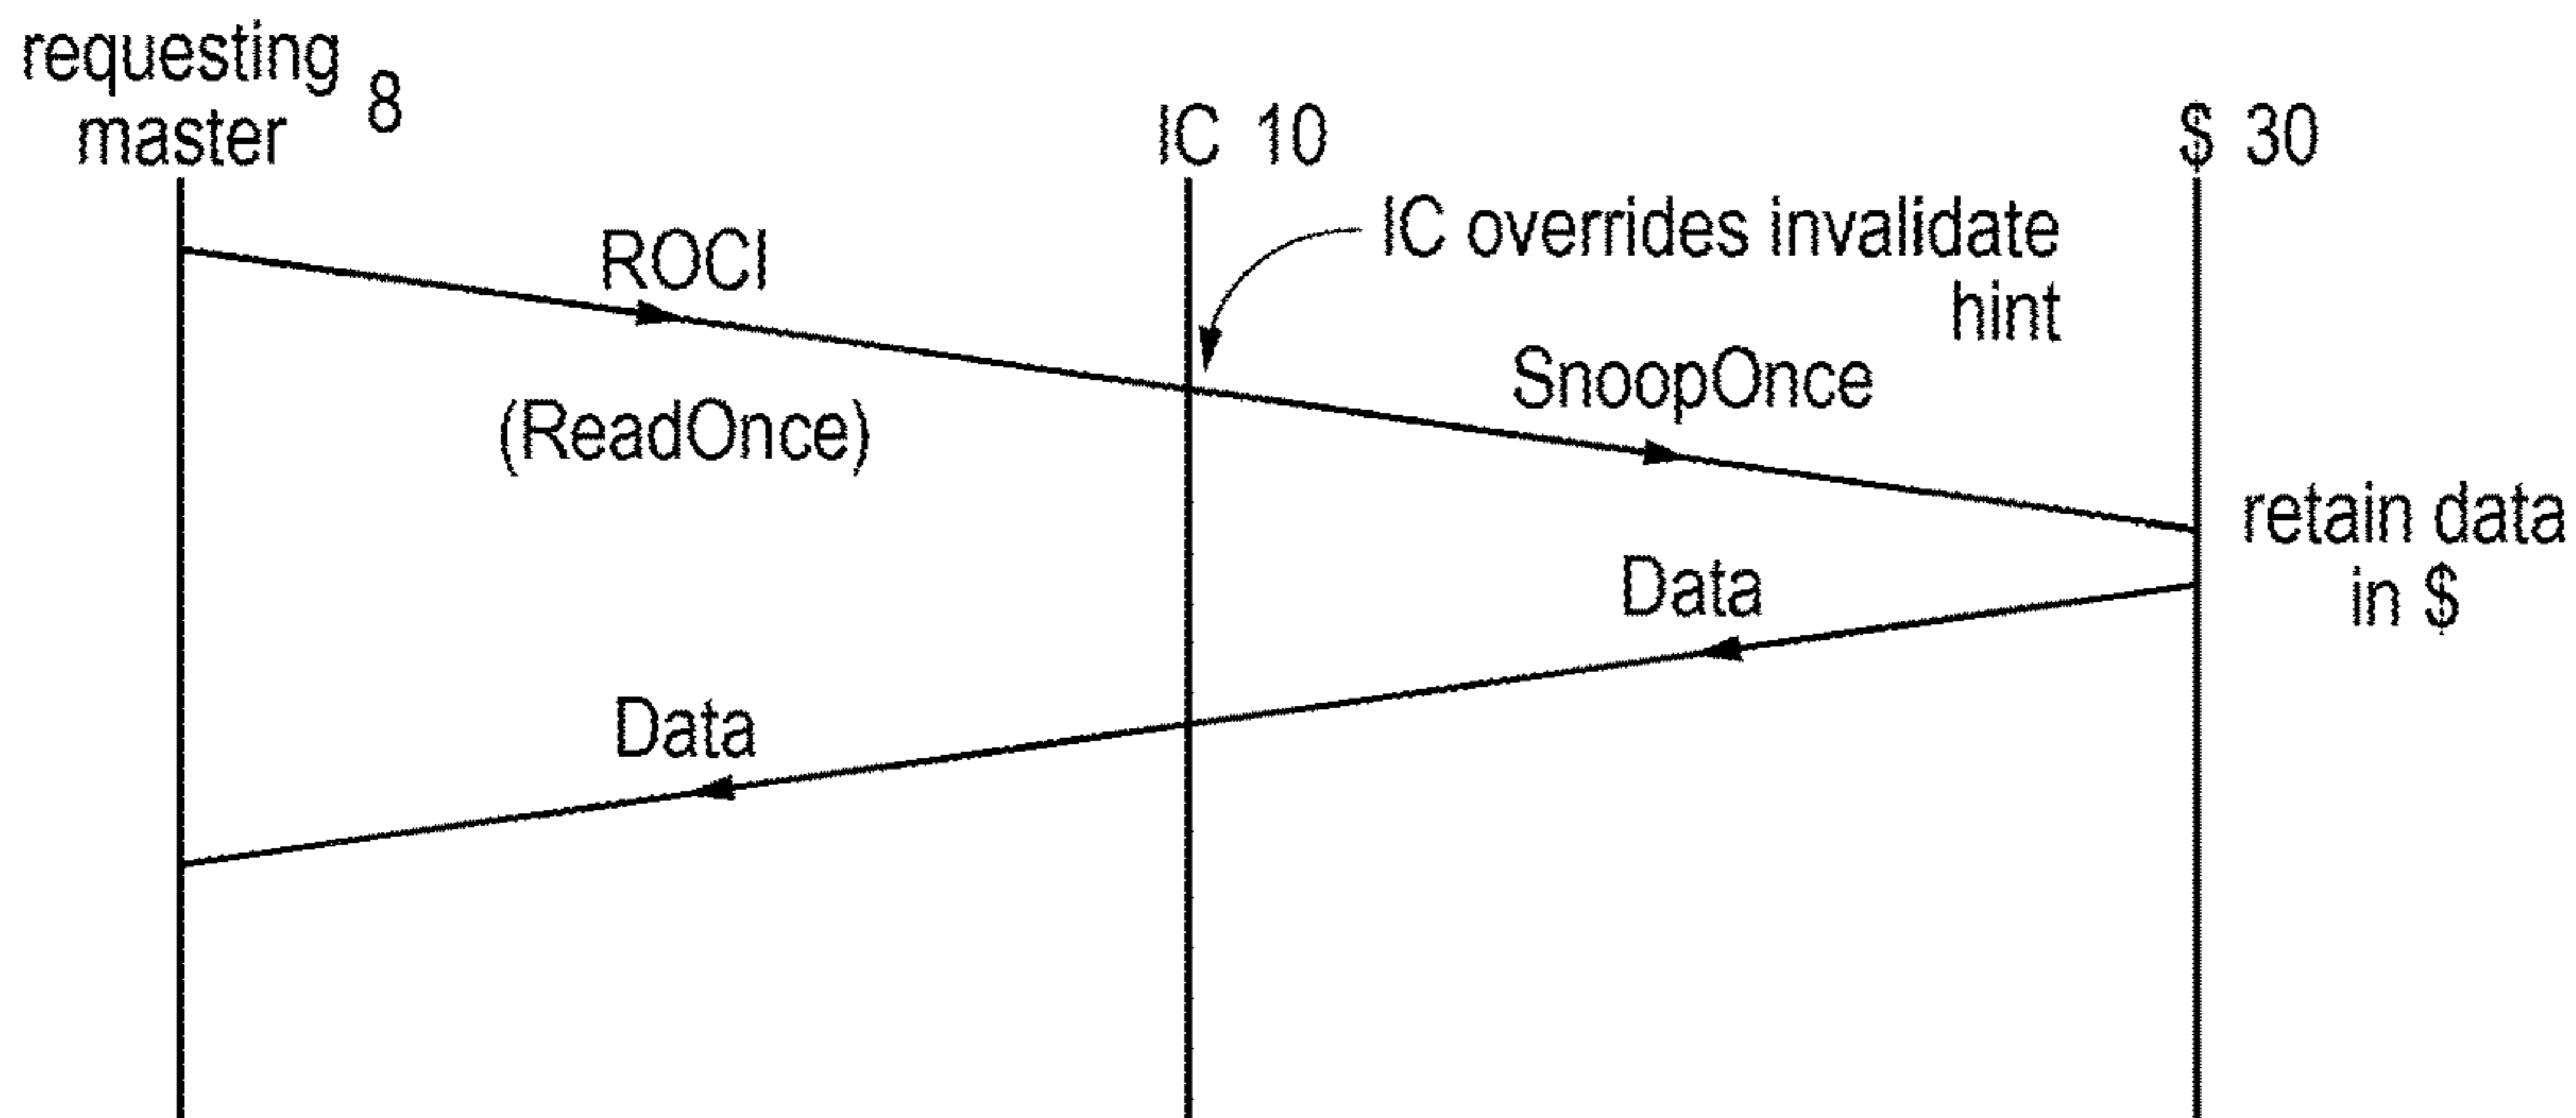 requesting 8
master
IC 10
$ 30
IC overrides invalidate
hint
ROCI
(ReadOnce)
SnoopOnce
retain data
in $
Data
Data